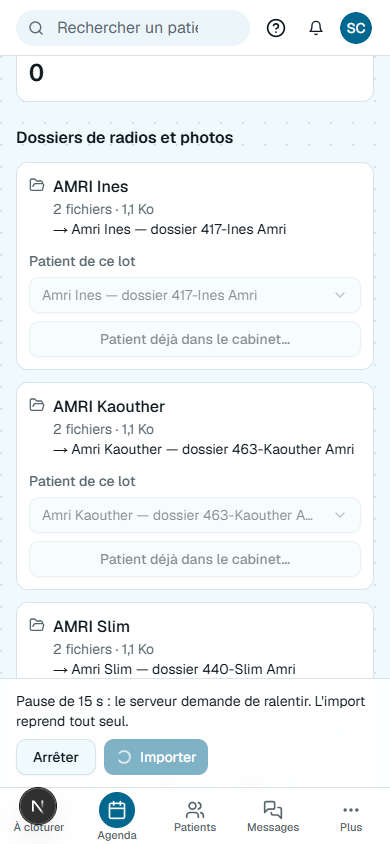 Rechercher un patie
SC
0
Dossiers de radios et photos
AMRI Ines
2 fichiers · 1,1 Ko
→ Amri Ines — dossier 417-Ines Amri
Patient de ce lot
Amri Ines — dossier 417-Ines Amri
Patient déjà dans le cabinet…
AMRI Kaouther
2 fichiers · 1,1 Ko
→ Amri Kaouther — dossier 463-Kaouther Amri
Patient de ce lot
Amri Kaouther — dossier 463-Kaouther A…
Patient déjà dans le cabinet…
AMRI Slim
2 fichiers · 1,1 Ko
→ Amri Slim — dossier 440-Slim Amri
Pause de 15 s : le serveur demande de ralentir. L'import
reprend tout seul.
Arrêter
Importer
N
À clôturer
Agenda
Patients
Messages
Plus